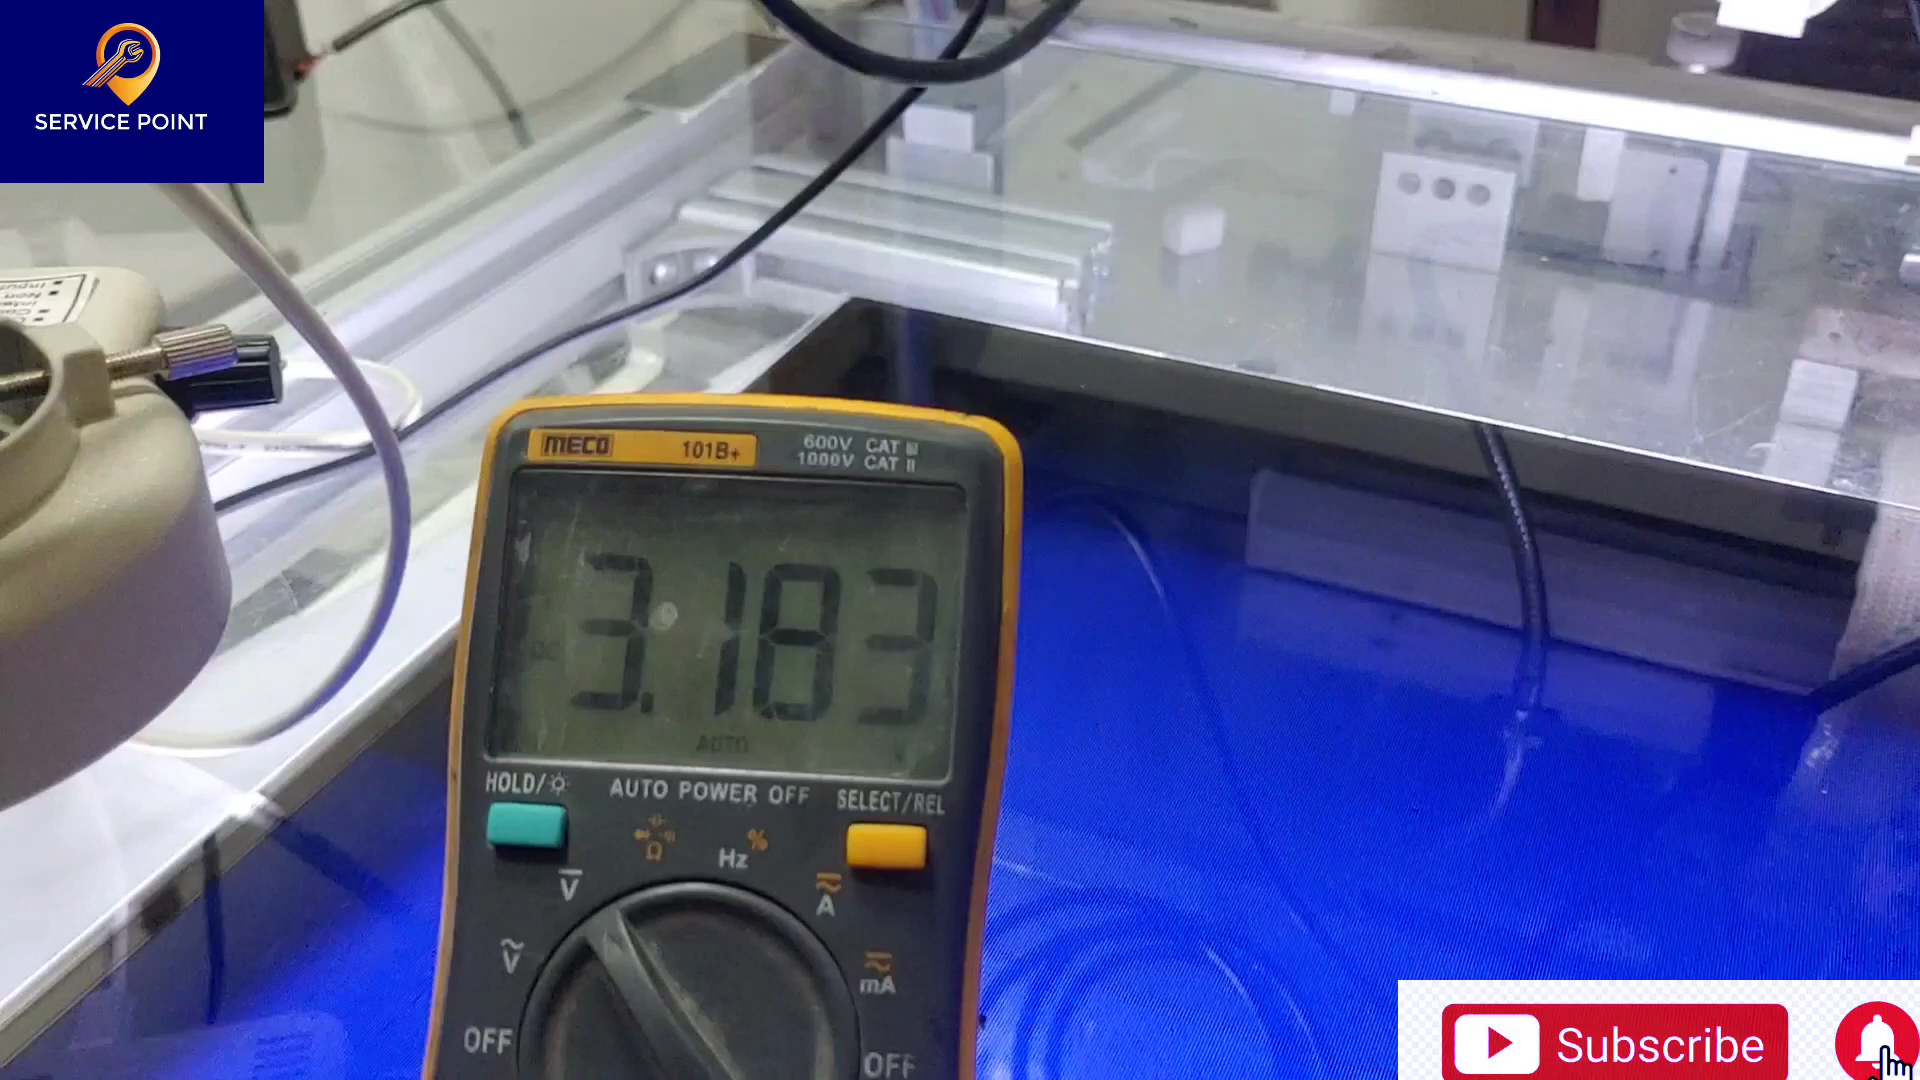 SERVICE POINT
MECO 101B+
600V CAT III
1000V CAT II
3.183
DC
AUTO
V
HOLD/
AUTO POWER OFF
SELECT/REL
Ω
Hz %
V
A
V
mA
OFF
OFF
Subscribe